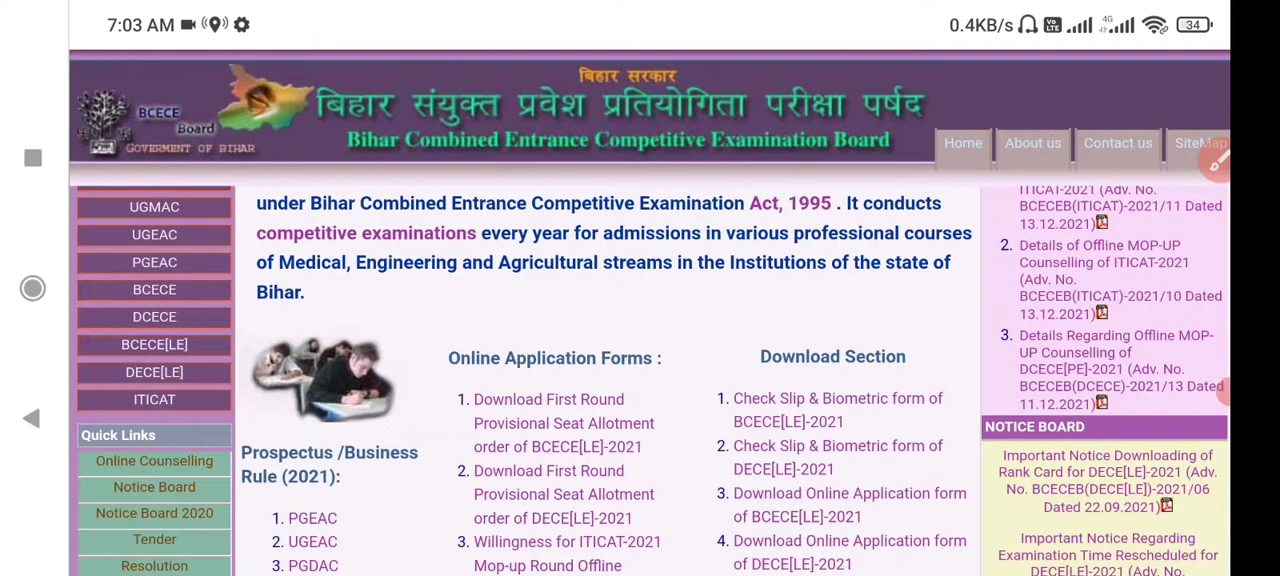 7:03 AM
0.4KB/s
Vo LTE
4G
34
बिहार सरकार
BCECE
Board
GOVERMENT OF BIHAR
बिहार संयुक्त प्रवेश प्रतियोगिता परीक्षा पर्षद
Bihar Combined Entrance Competitive Examination Board
Home
About us
Contact us
SiteMap
UGMAC
UGEAC
PGEAC
BCECE
DCECE
BCECE[LE]
DECE[LE]
ITICAT
Quick Links
Online Counselling
Notice Board
Notice Board 2020
Tender
Resolution
under Bihar Combined Entrance Competitive Examination Act, 1995 . It conducts
competitive examinations every year for admissions in various professional courses
of Medical, Engineering and Agricultural streams in the Institutions of the state of
Bihar.
Prospectus /Business
Rule (2021):
1. PGEAC
2. UGEAC
3. PGDAC
Online Application Forms :
1. Download First Round
Provisional Seat Allotment
order of BCECE[LE]-2021
2. Download First Round
Provisional Seat Allotment
order of DECE[LE]-2021
3. Willingness for ITICAT-2021
Mop-up Round Offline
Download Section
1. Check Slip & Biometric form of
BCECE[LE]-2021
2. Check Slip & Biometric form of
DECE[LE]-2021
3. Download Online Application form
of BCECE[LE]-2021
4. Download Online Application form
of DECE[LE]-2021
ITICAT-2021 (Adv. No.
BCECEB(ITICAT)-2021/11 Dated
13.12.2021)
2. Details of Offline MOP-UP
Counselling of ITICAT-2021
(Adv. No.
BCECEB(ITICAT)-2021/10 Dated
13.12.2021)
3. Details Regarding Offline MOP-
UP Counselling of
DCECE[PE]-2021 (Adv. No.
BCECEB(DCECE)-2021/13 Dated
11.12.2021)
NOTICE BOARD
Important Notice Downloading of
Rank Card for DECE[LE]-2021 (Adv.
No. BCECEB(DECE[LE])-2021/06
Dated 22.09.2021)
Important Notice Regarding
Examination Time Rescheduled for
DECE[LE]-2021 (Adv. No.